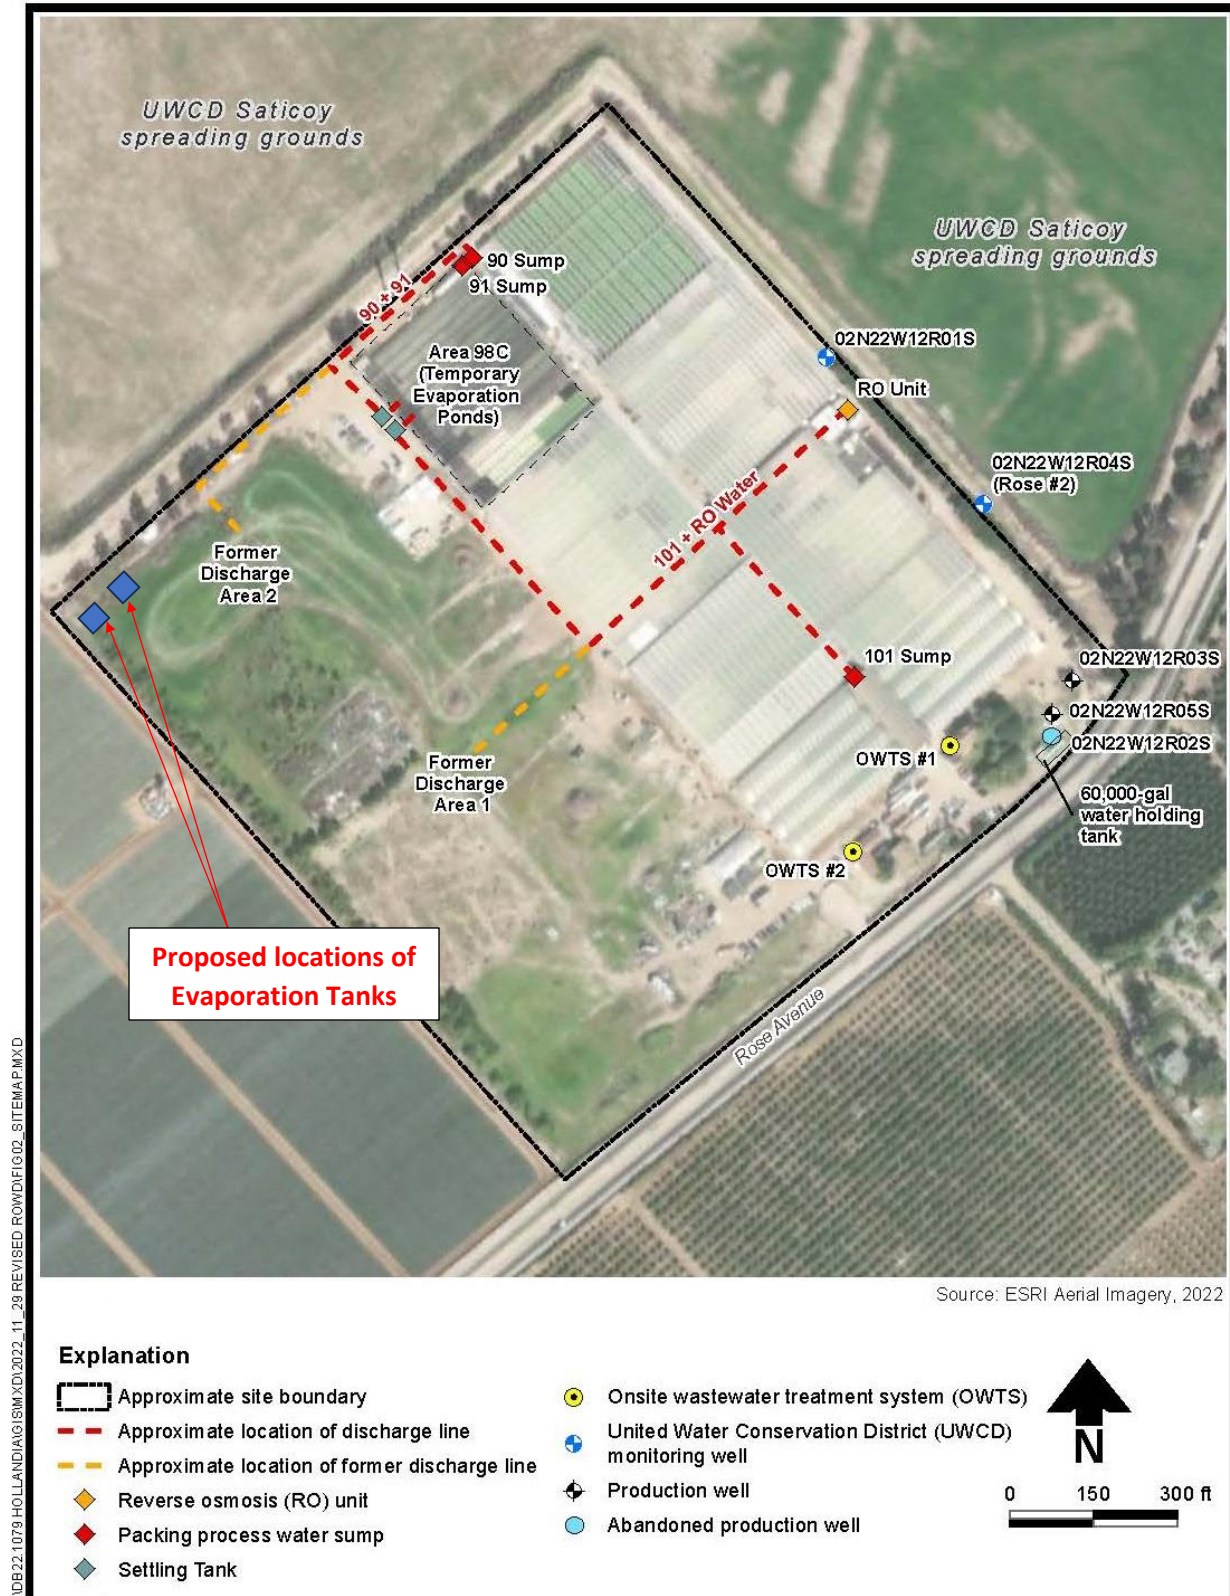 UWCD Saticoy
spreading grounds
UWCD Saticoy
spreading grounds
90 Sump
91 Sump
90 + 91
Area 98C
(Temporary
Evaporation
Ponds)
02N22W12R01S
RO Unit
02N22W12R04S
(Rose #2)
101 + RO Water
Former
Discharge
Area 2
101 Sump
02N22W12R03S
02N22W12R05S
02N22W12R02S
OWTS #1
Former
Discharge
Area 1
60,000-gal
water holding
tank
OWTS #2
Proposed locations of
Evaporation Tanks
Rose Avenue
Source: ESRI Aerial Imagery, 2022
Explanation
Approximate site boundary
Approximate location of discharge line
Approximate location of former discharge line
Reverse osmosis (RO) unit
Packing process water sump
Settling Tank
Onsite wastewater treatment system (OWTS)
United Water Conservation District (UWCD)
monitoring well
Production well
Abandoned production well
N
0 150 300 ft
\DB22.1079 HOLLANDIA\GIS\MXD\2022_11_29 REVISED ROWD\FIG02_SITEMAP.MXD